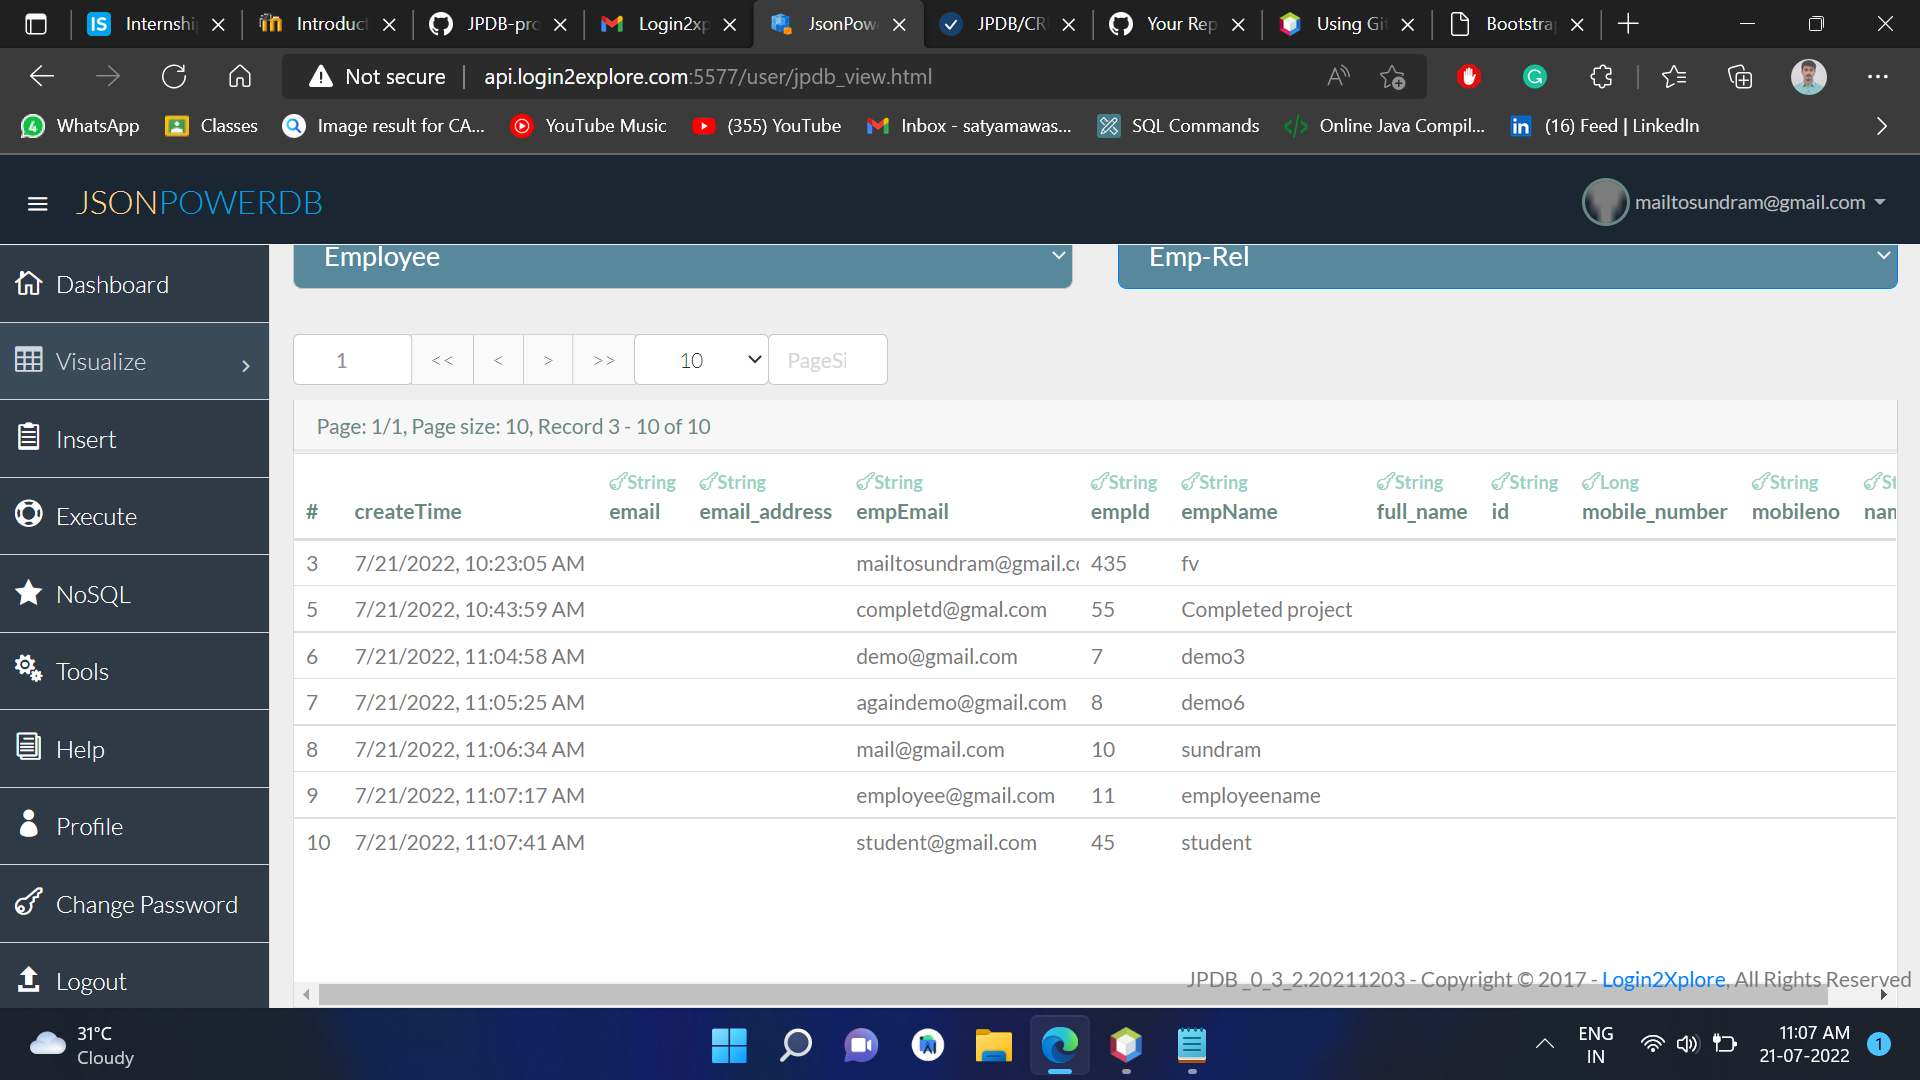 Internship
Introduct
JPDB-pro
Login2xp
JsonPow
JPDB/CR
Your Rep
Using Git
Bootstrap
Not secure
api.login2explore.com:5577/user/jpdb_view.html
WhatsApp
Classes
Image result for CA...
YouTube Music
(355) YouTube
Inbox - satyamawas...
SQL Commands
Online Java Compil...
(16) Feed | LinkedIn
JSONPOWERDB
mailtosundram@gmail.com
Employee
Emp-Rel
Dashboard
Visualize
Insert
Execute
NoSQL
Tools
Help
Profile
Change Password
Logout
1 << < > >> 10 PageSi
Page: 1/1, Page size: 10, Record 3 - 10 of 10
String String String String String String String Long String St
# createTime email email_address empEmail empId empName full_name id mobile_number mobileno nam
3 7/21/2022, 10:23:05 AM mailtosundram@gmail.co 435 fv
5 7/21/2022, 10:43:59 AM completd@gmal.com 55 Completed project
6 7/21/2022, 11:04:58 AM demo@gmail.com 7 demo3
7 7/21/2022, 11:05:25 AM againdemo@gmail.com 8 demo6
8 7/21/2022, 11:06:34 AM mail@gmail.com 10 sundram
9 7/21/2022, 11:07:17 AM employee@gmail.com 11 employeename
10 7/21/2022, 11:07:41 AM student@gmail.com 45 student
JPDB _0_3_2.20211203 - Copyright © 2017 - Login2Xplore, All Rights Reserved
31°C
Cloudy
ENG
IN
11:07 AM
21-07-2022
1